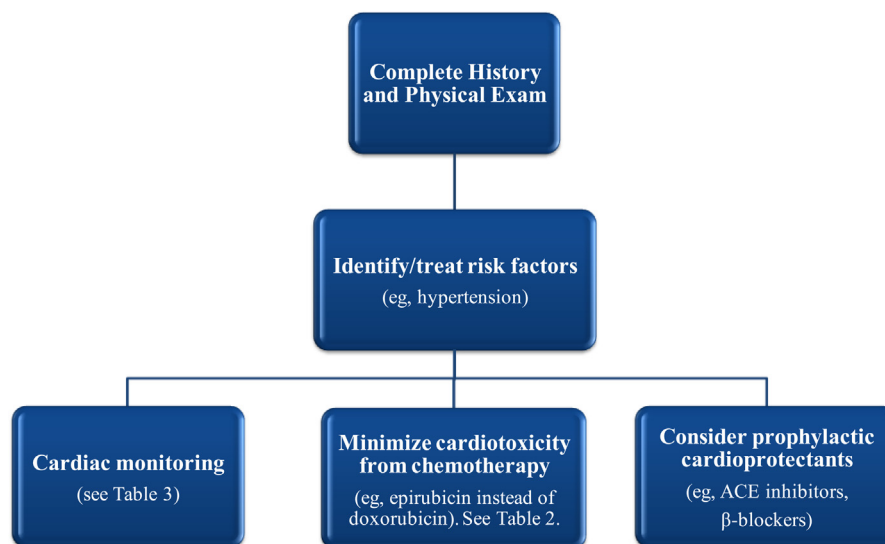 Complete History
and Physical Exam
Identify/treat risk factors
(eg, hypertension)
Cardiac monitoring
(see Table 3)
Minimize cardiotoxicity
from chemotherapy
(eg, epirubicin instead of
doxorubicin). See Table 2.
Consider prophylactic
cardioprotectants
(eg, ACE inhibitors,
β-blockers)